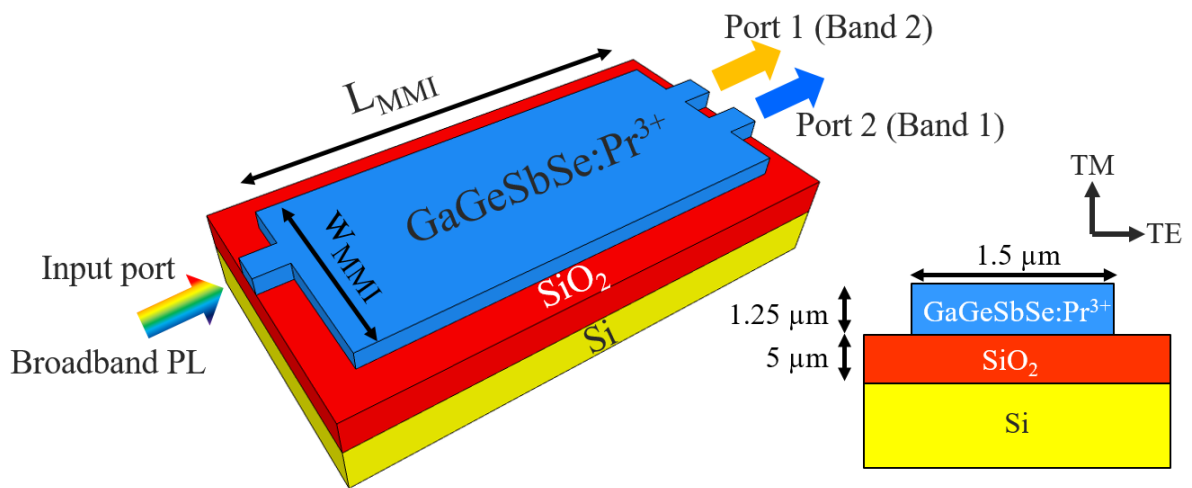 Port 1 (Band 2)
Port 2 (Band 1)
L_MMI
GaGeSbSe:Pr³⁺
W_MMI
SiO₂
Si
Input port
Broadband PL
TM
TE
1.5 µm
1.25 µm
5 µm
GaGeSbSe:Pr³⁺
SiO₂
Si